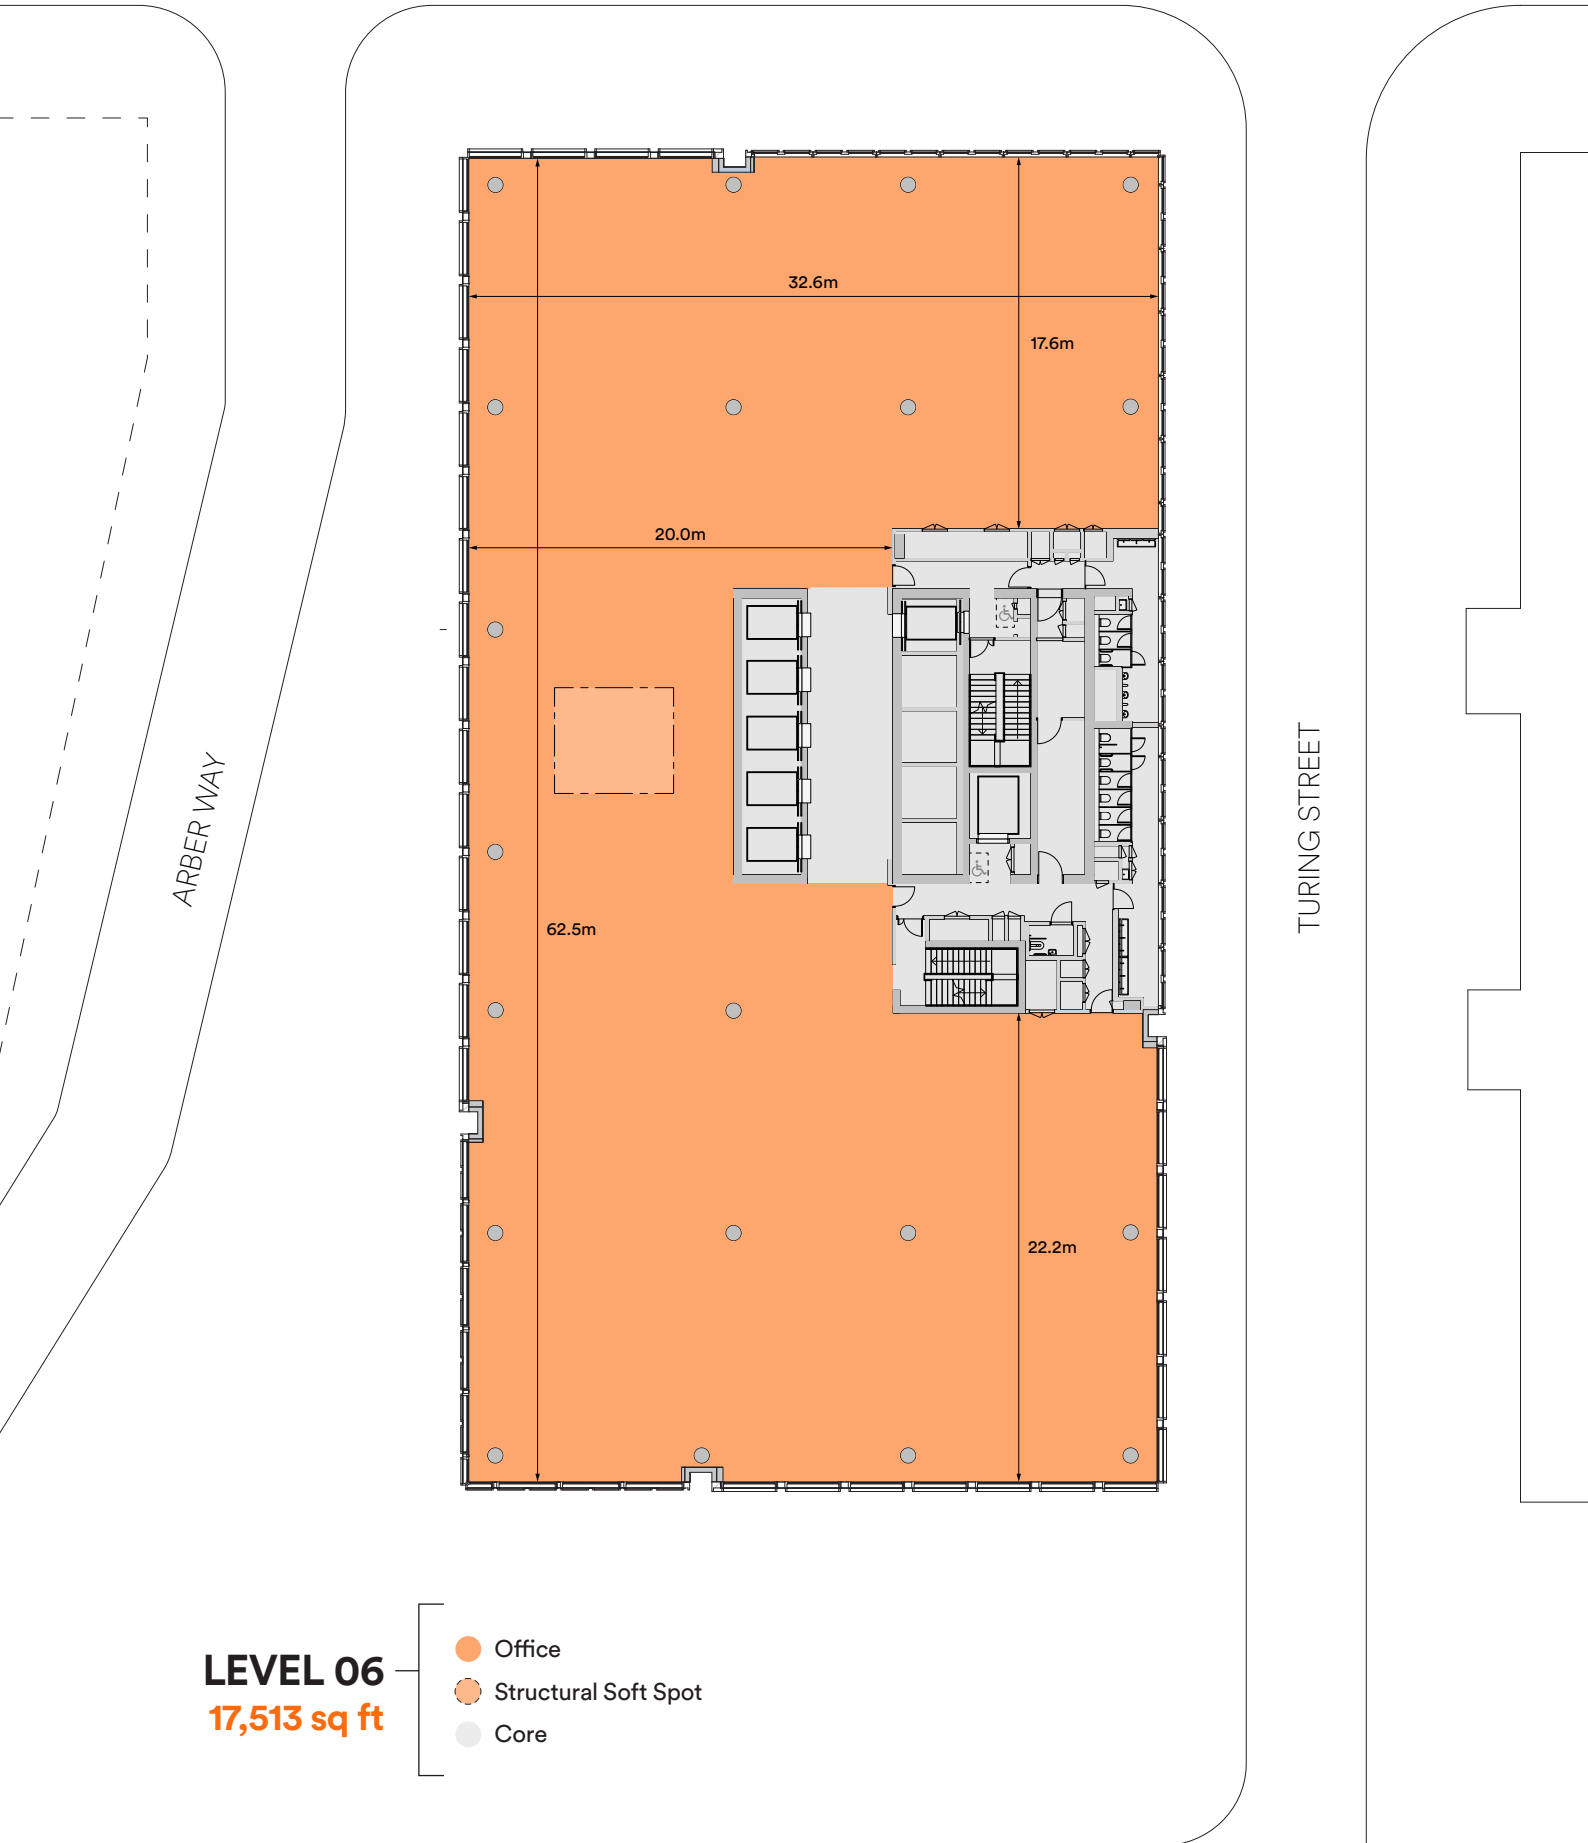 32.6m
17.6m
20.0m
ARBER WAY
TURING STREET
62.5m
22.2m
LEVEL 06
17,513 sq ft
Office
Structural Soft Spot
Core